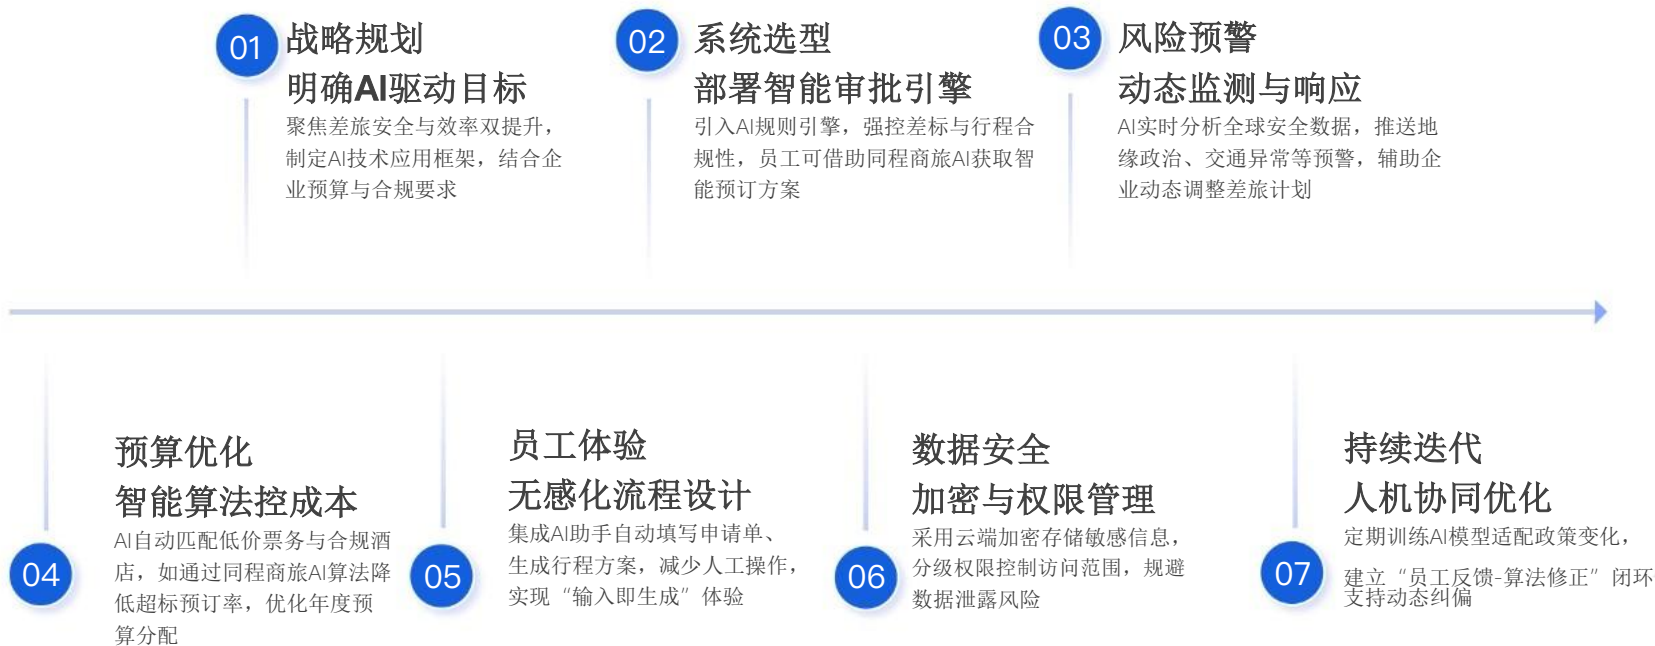 01
战略规划
明确AI驱动目标
聚焦差旅安全与效率双提升，
制定AI技术应用框架，结合企
业预算与合规要求
02
系统选型
部署智能审批引擎
引入AI规则引擎，强控差标与行程合
规性，员工可借助同程商旅AI获取智
能预订方案
03
风险预警
动态监测与响应
AI实时分析全球安全数据，推送地
缘政治、交通异常等预警，辅助企
业动态调整差旅计划
04
预算优化
智能算法控成本
AI自动匹配低价票务与合规酒
店，如通过同程商旅AI算法降
低超标预订率，优化年度预
算分配
05
员工体验
无感化流程设计
集成AI助手自动填写申请单、
生成行程方案，减少人工操作，
实现“输入即生成”体验
06
数据安全
加密与权限管理
采用云端加密存储敏感信息，
分级权限控制访问范围，规避
数据泄露风险
07
持续迭代
人机协同优化
定期训练AI模型适配政策变化，
建立“员工反馈-算法修正”闭环
支持动态纠偏